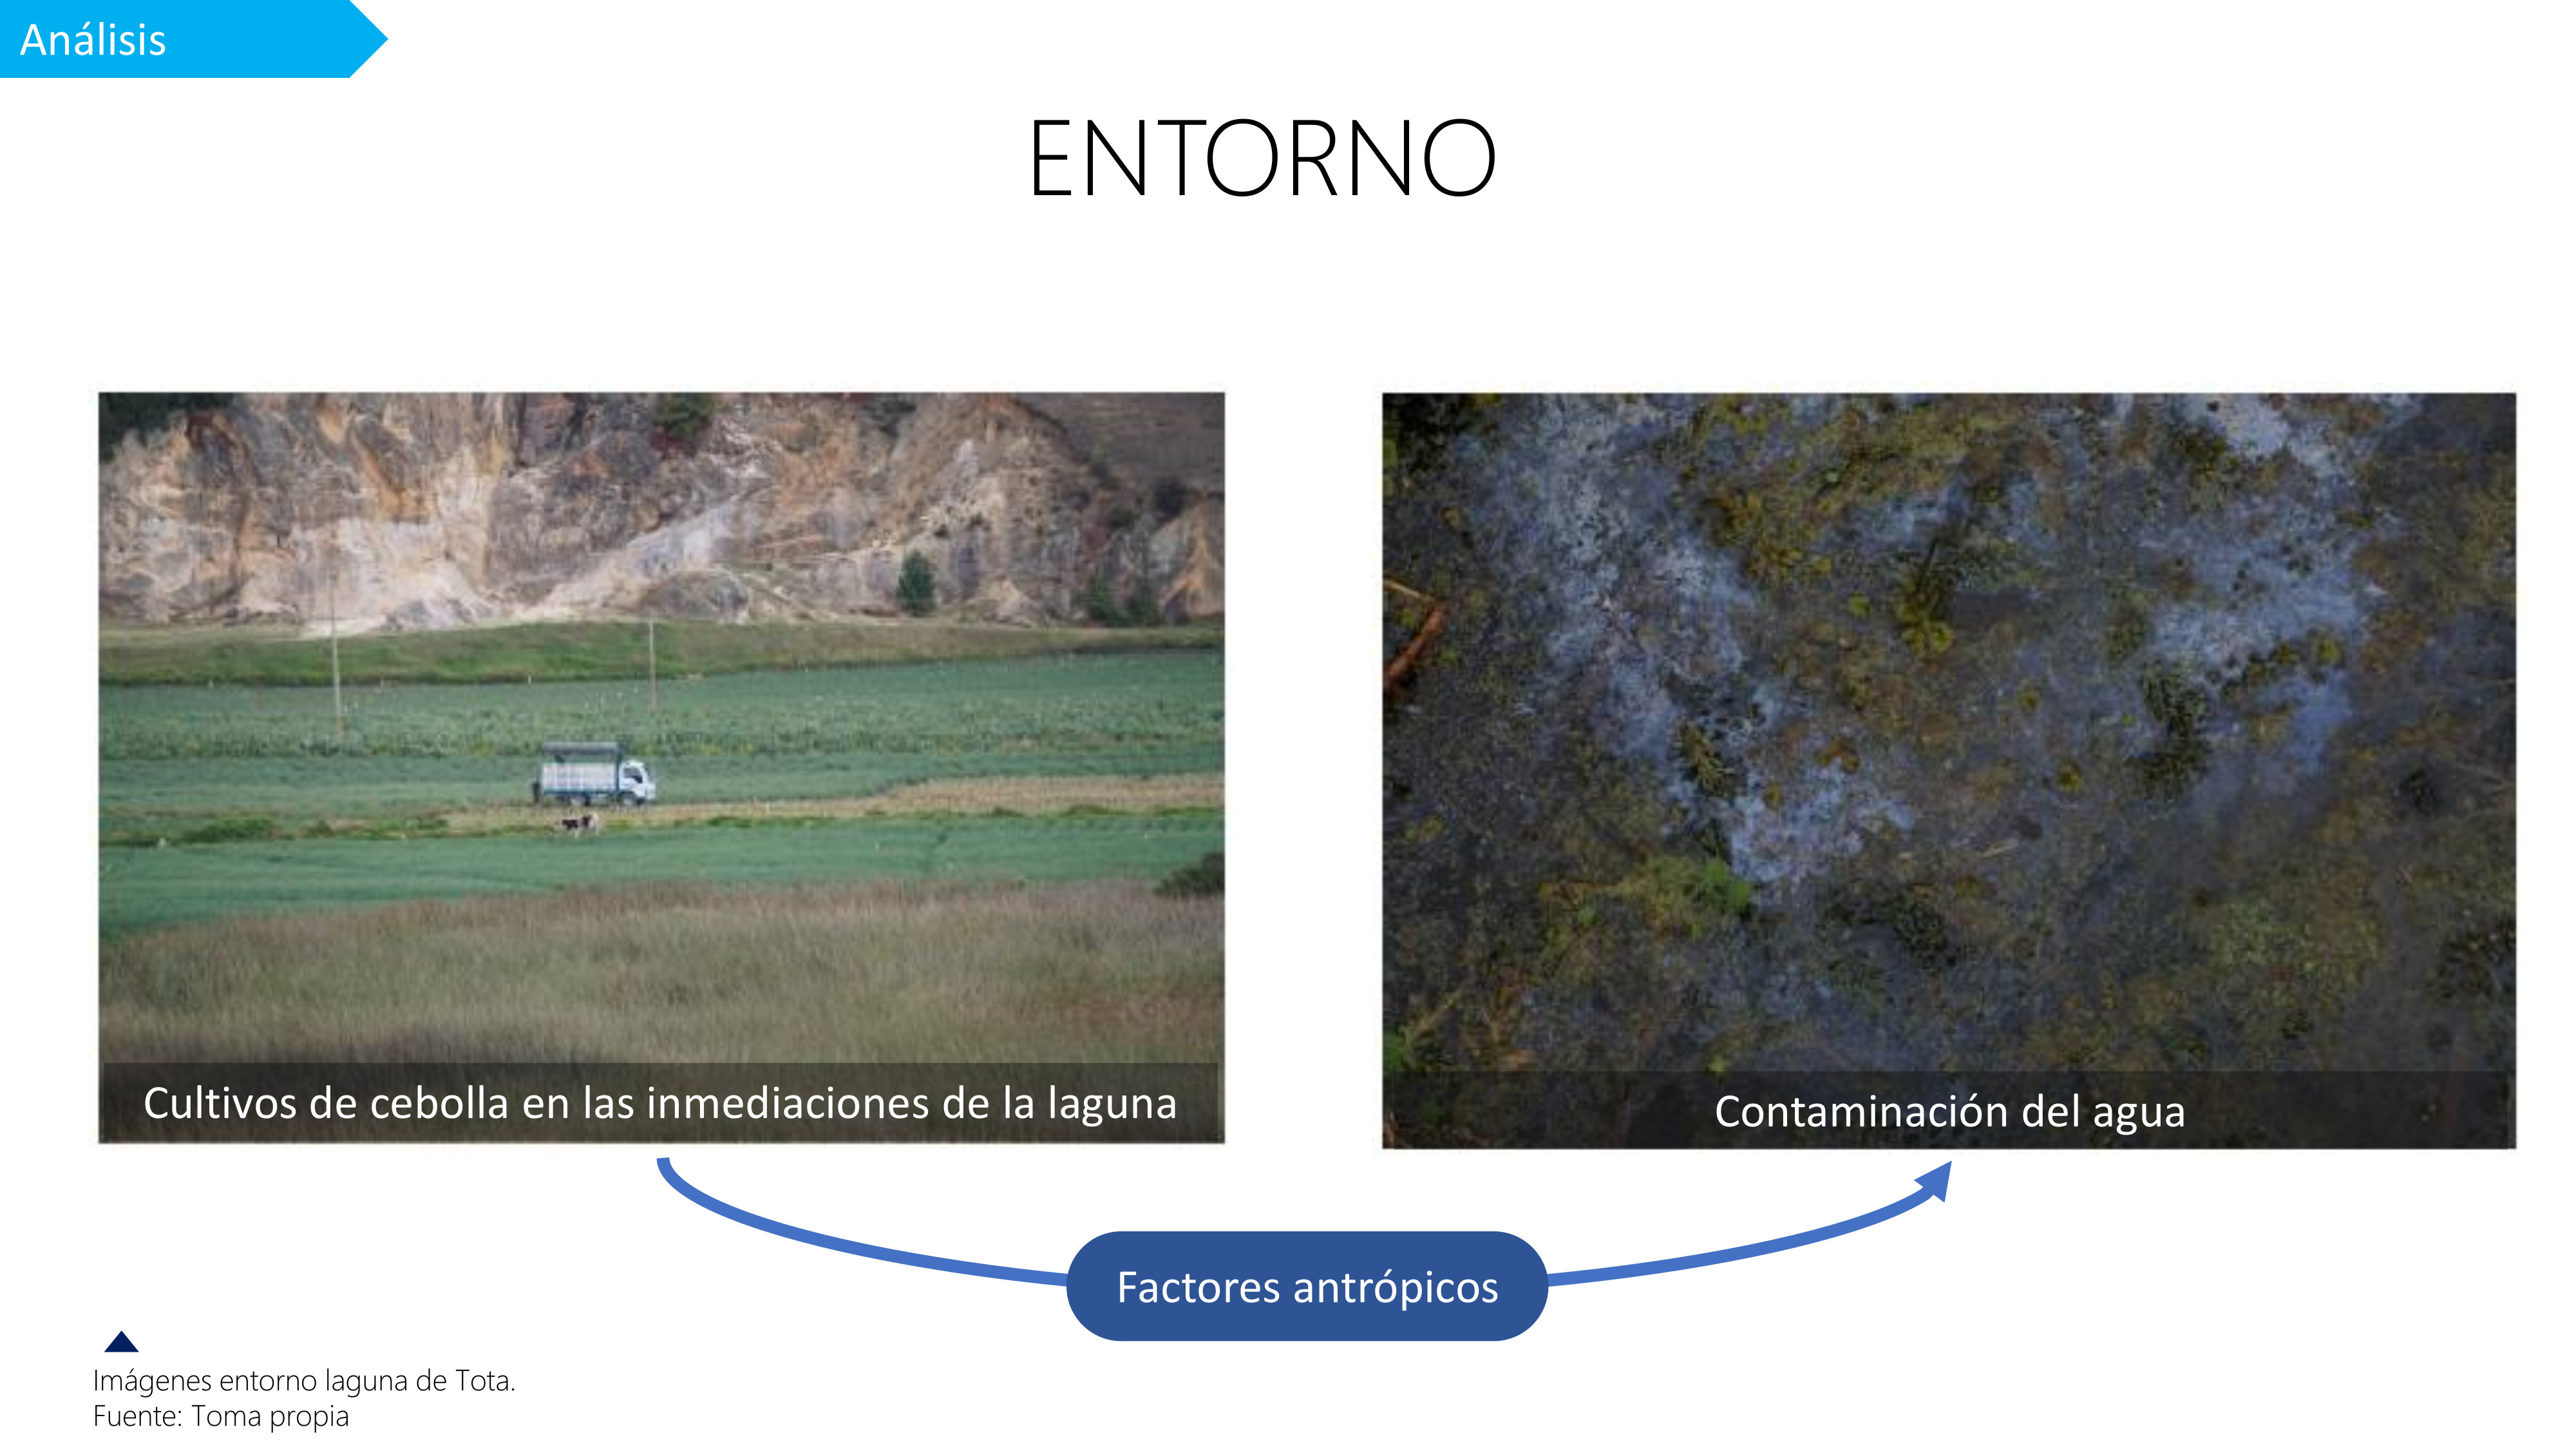 Análisis
ENTORNO
Cultivos de cebolla en las inmediaciones de la laguna
Contaminación del agua
Factores antrópicos
Imágenes entorno laguna de Tota.
Fuente: Toma propia